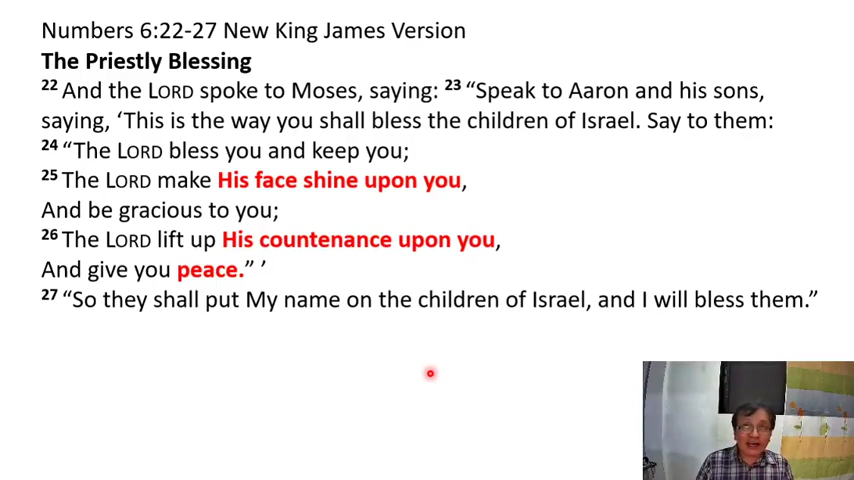 Numbers 6:22-27 New King James Version
The Priestly Blessing
22 And the LORD spoke to Moses, saying: 23 “Speak to Aaron and his sons,
saying, ‘This is the way you shall bless the children of Israel. Say to them:
24 “The LORD bless you and keep you;
25 The LORD make His face shine upon you,
And be gracious to you;
26 The LORD lift up His countenance upon you,
And give you peace.” ’
27 “So they shall put My name on the children of Israel, and I will bless them.”